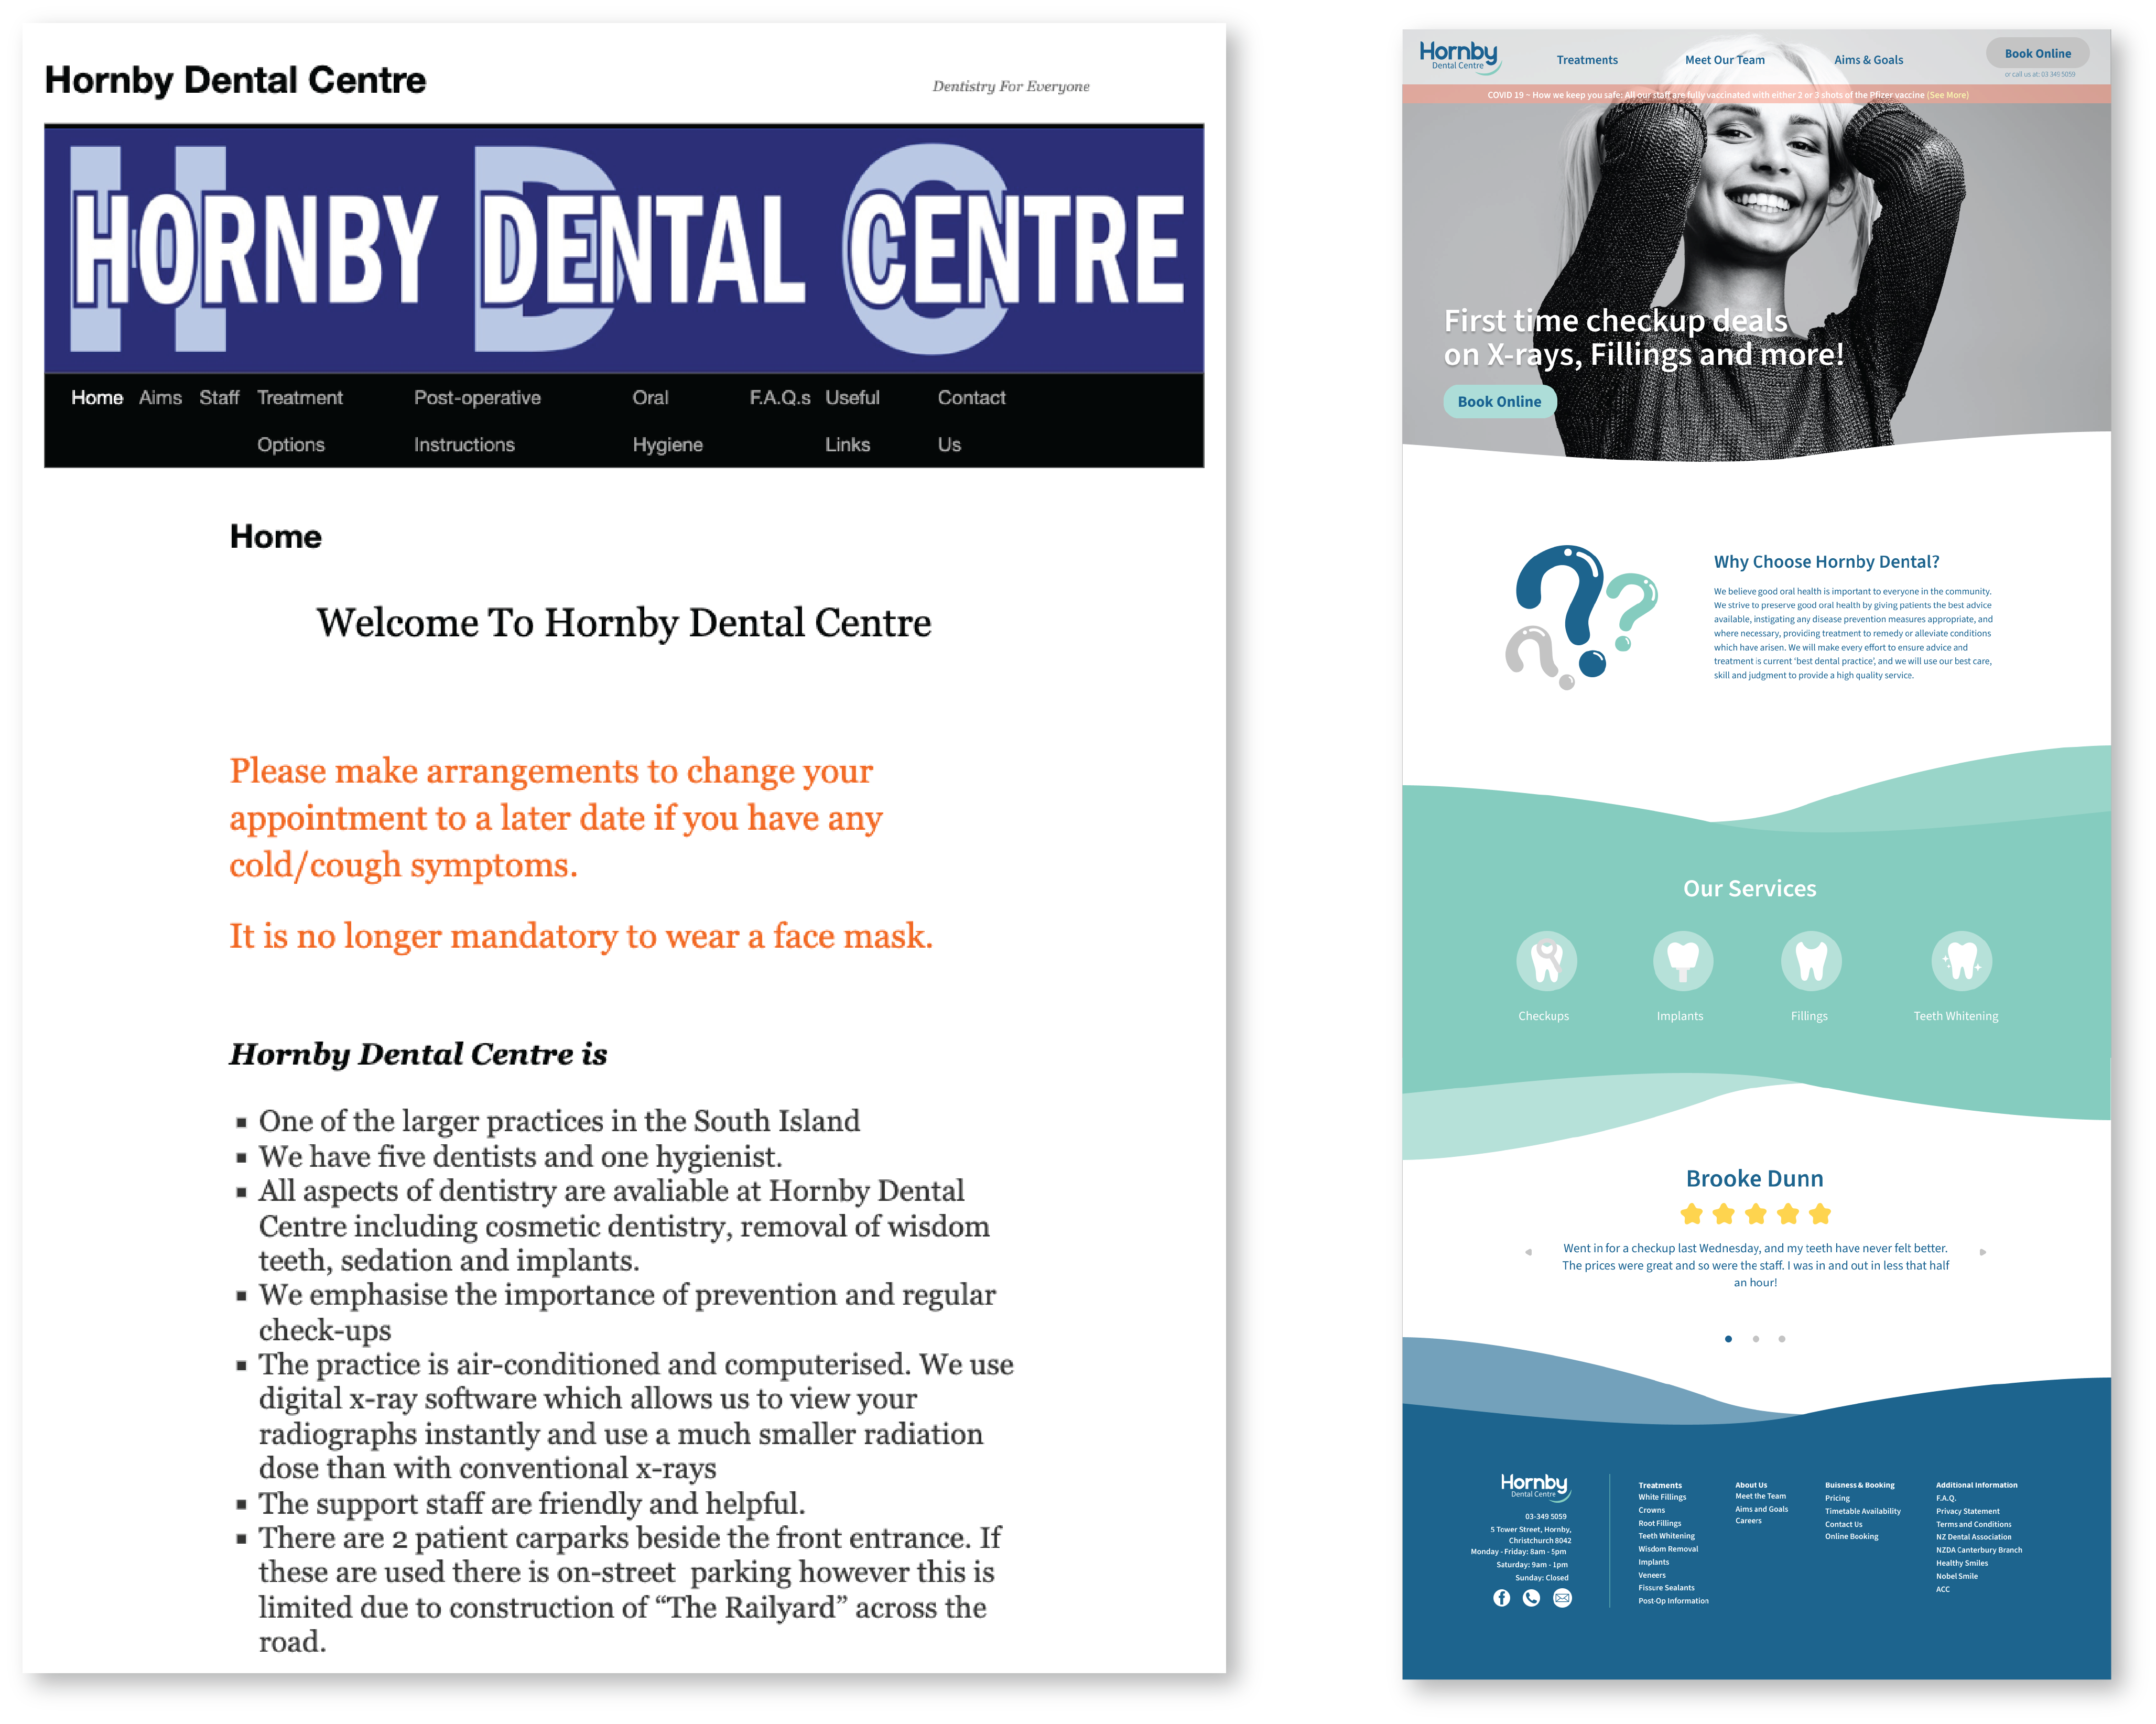 Hornby Dental Centre
Dentistry For Everyone
HORNBY DENTAL CENTRE
Home Aims Staff Treatment Options Post-operative Instructions Oral Hygiene F.A.Q.s Useful Links Contact Us
Home
Welcome To Hornby Dental Centre
Please make arrangements to change your
appointment to a later date if you have any
cold/cough symptoms.
It is no longer mandatory to wear a face mask.
Hornby Dental Centre is
One of the larger practices in the South Island
We have five dentists and one hygienist.
All aspects of dentistry are avaliable at Hornby Dental
Centre including cosmetic dentistry, removal of wisdom
teeth, sedation and implants.
We emphasise the importance of prevention and regular
check-ups
The practice is air-conditioned and computerised. We use
digital x-ray software which allows us to view your
radiographs instantly and use a much smaller radiation
dose than with conventional x-rays
The support staff are friendly and helpful.
There are 2 patient carparks beside the front entrance. If
these are used there is on-street parking however this is
limited due to construction of “The Railyard” across the
road.
Hornby
Dental Centre
Treatments
Meet Our Team
Aims & Goals
Book Online
or call us at: 03 349 5059
COVID 19 ~ How we keep you safe: All our staff are fully vaccinated with either 2 or 3 shots of the Pfizer vaccine (See More)
First time checkup deals
on X-rays, Fillings and more!
Book Online
Why Choose Hornby Dental?
We believe good oral health is important to everyone in the community.
We strive to preserve good oral health by giving patients the best advice
available, instigating any disease prevention measures appropriate, and
where necessary, providing treatment to remedy or alleviate conditions
which have arisen. We will make every effort to ensure advice and
treatment is current ‘best dental practice’, and we will use our best care,
skill and judgment to provide a high quality service.
Our Services
Checkups
Implants
Fillings
Teeth Whitening
Brooke Dunn
Went in for a checkup last Wednesday, and my teeth have never felt better.
The prices were great and so were the staff. I was in and out in less that half
an hour!
Hornby
Dental Centre
03-349 5059
5 Tower Street, Hornby,
Christchurch 8042
Monday - Friday: 8am - 5pm
Saturday: 9am - 1pm
Sunday: Closed
Treatments
White Fillings
Crowns
Root Fillings
Teeth Whitening
Wisdom Removal
Implants
Veneers
Fissure Sealants
Post-Op Information
About Us
Meet the Team
Aims and Goals
Careers
Buisness & Booking
Pricing
Timetable Availability
Contact Us
Online Booking
Additional Information
F.A.Q.
Privacy Statement
Terms and Conditions
NZ Dental Association
NZDA Canterbury Branch
Healthy Smiles
Nobel Smile
ACC